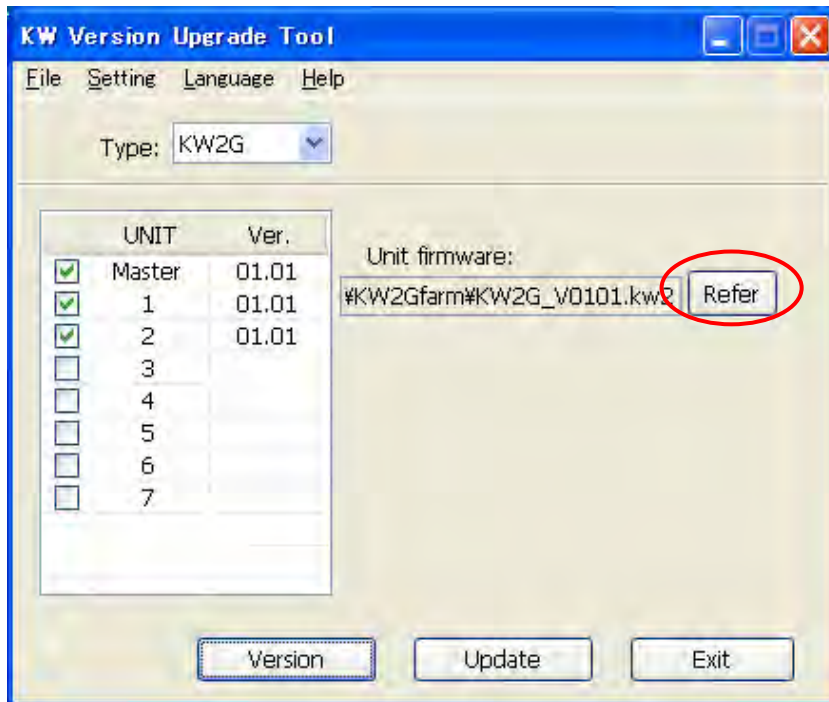 KW Version Upgrade Tool
File Setting Language Help
Type: KW2G
UNIT Ver.
Master 01.01
1 01.01
2 01.01
3
4
5
6
7
Unit firmware:
¥KW2Gfarm¥KW2G_V0101.kw2 Refer
Version Update Exit